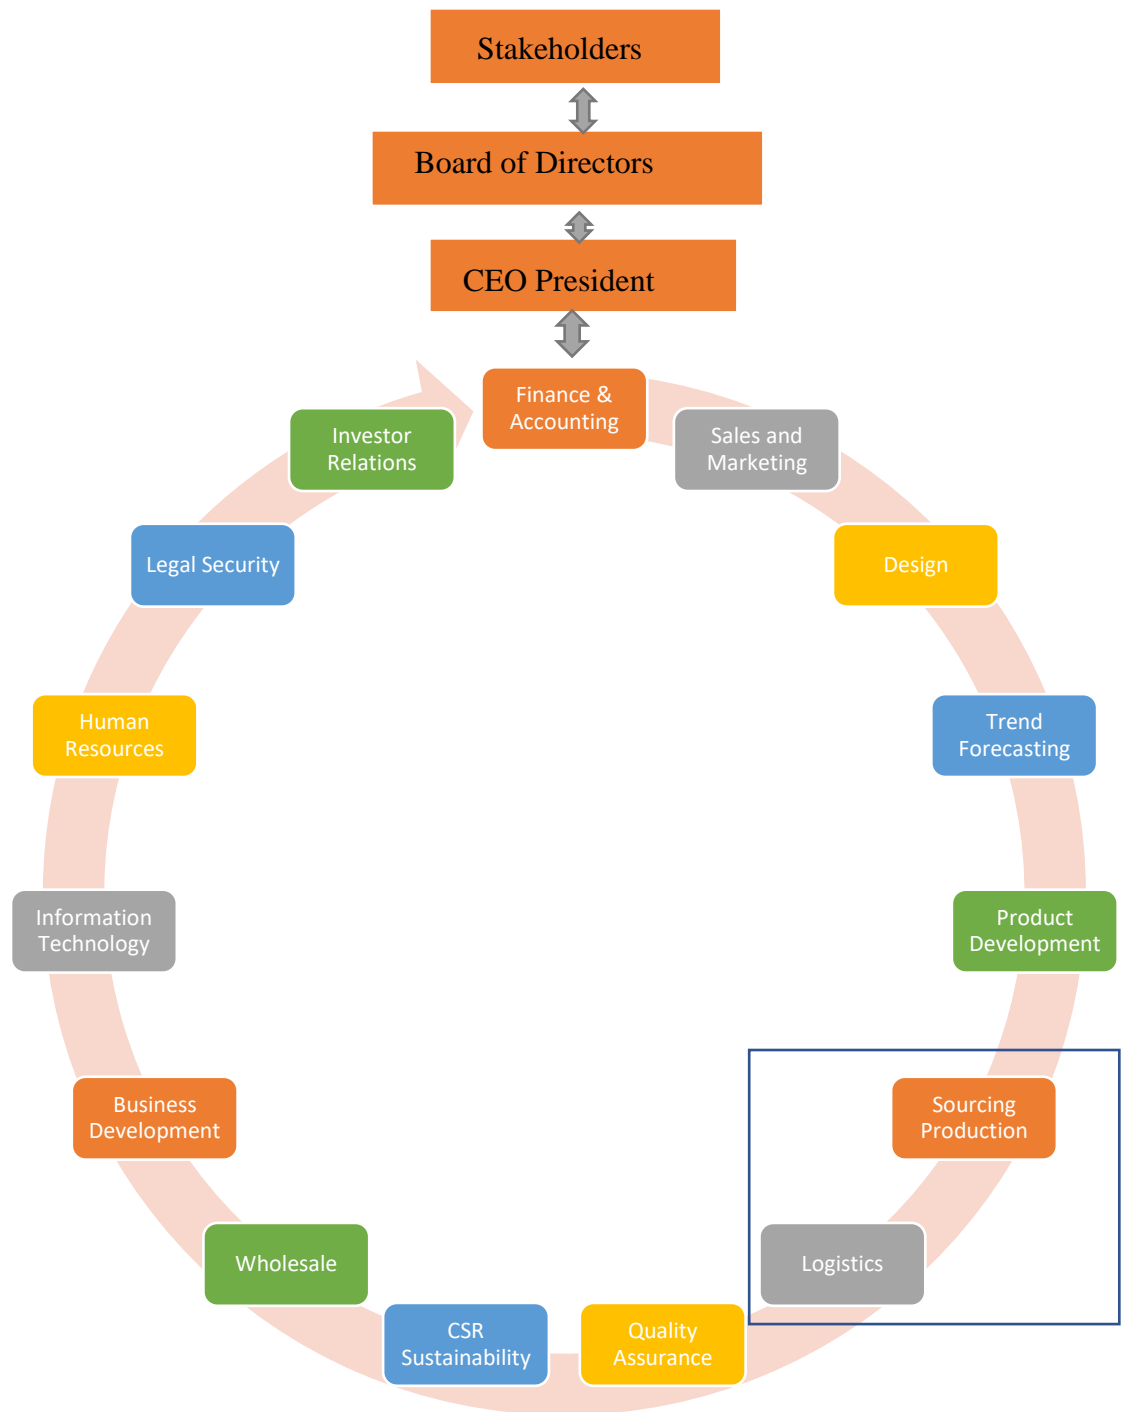 Stakeholders
Board of Directors
CEO President
Finance &
Accounting
Sales and
Marketing
Design
Trend
Forecasting
Product
Development
Sourcing
Production
Logistics
Quality
Assurance
CSR
Sustainability
Wholesale
Business
Development
Information
Technology
Human
Resources
Legal Security
Investor
Relations